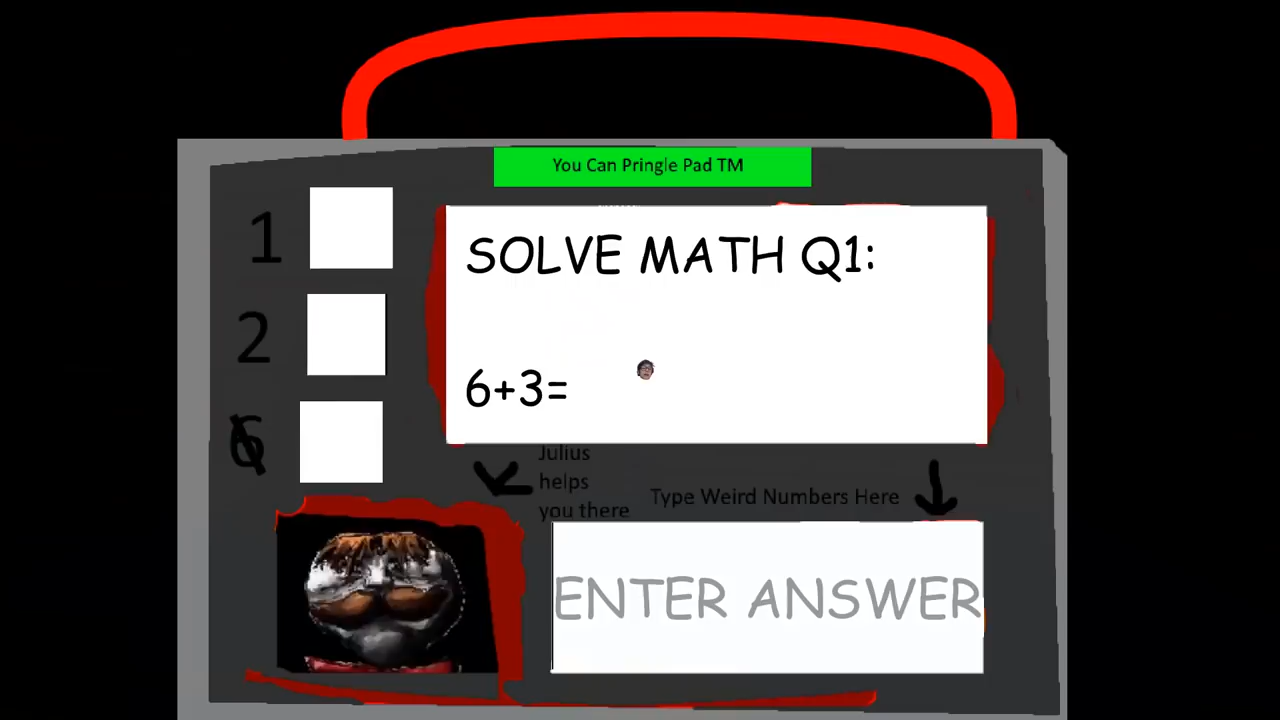 You Can Pringle Pad TM
1
2
SOLVE MATH Q1:
6+3=
Julius
helps
you there
Type Weird Numbers Here
ENTER ANSWER